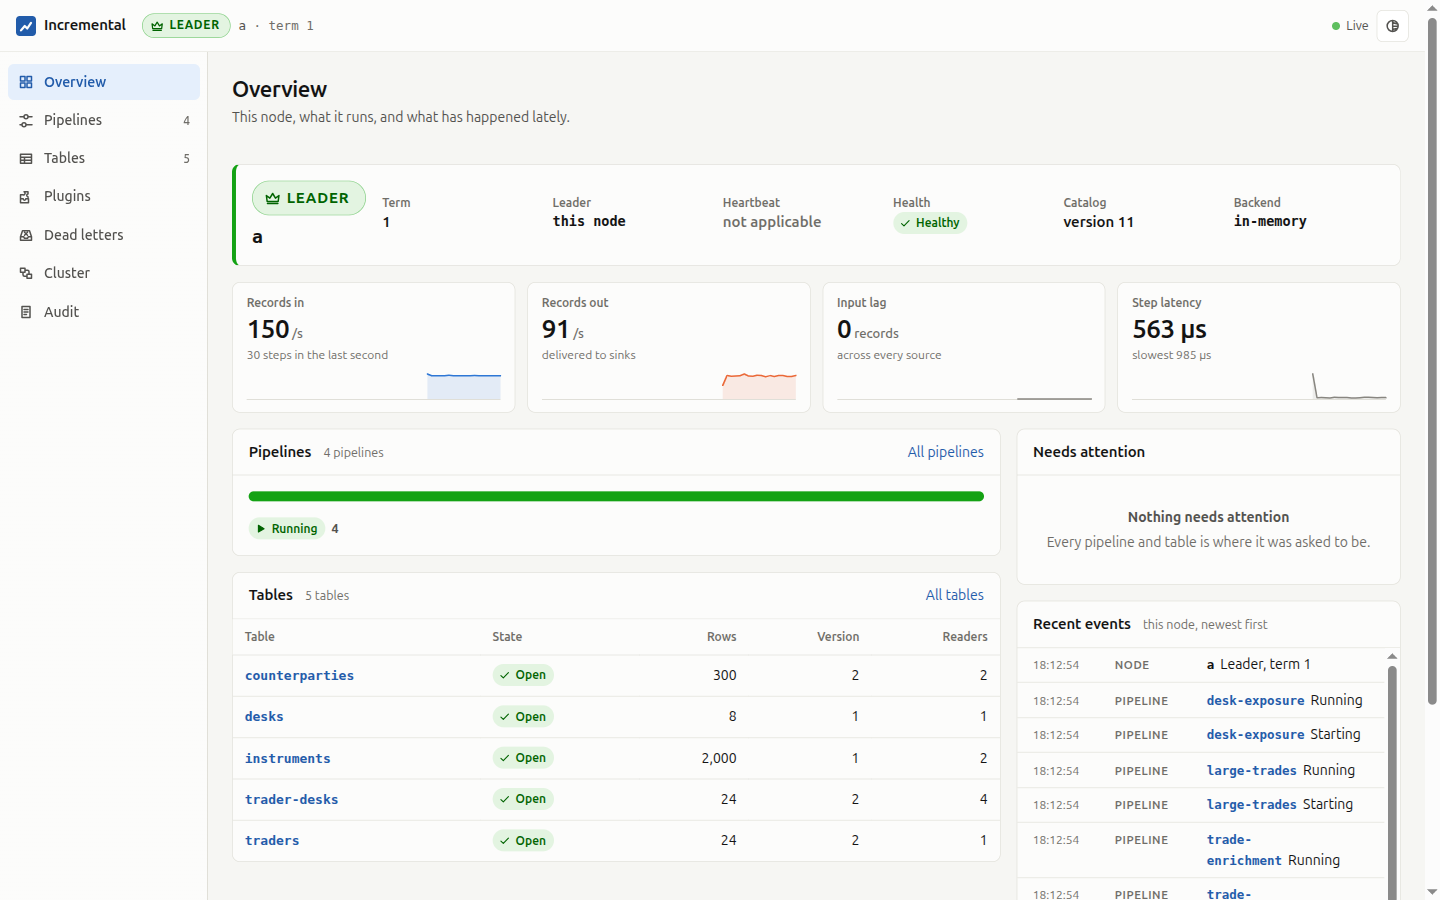 Incremental
LEADER
a · term 1
Live
Overview
Pipelines 4
Tables 5
Plugins
Dead letters
Cluster
Audit
Overview
This node, what it runs, and what has happened lately.
LEADER
a
Term
1
Leader
this node
Heartbeat
not applicable
Health
Healthy
Catalog
version 11
Backend
in-memory
Records in
150 /s
30 steps in the last second
Records out
91 /s
delivered to sinks
Input lag
0 records
across every source
Step latency
563 µs
slowest 985 µs
Pipelines 4 pipelines All pipelines
Running 4
Needs attention
Nothing needs attention
Every pipeline and table is where it was asked to be.
Tables 5 tables All tables
Table State Rows Version Readers
counterparties Open 300 2 2
desks Open 8 1 1
instruments Open 2,000 1 2
trader-desks Open 24 2 4
traders Open 24 2 1
Recent events this node, newest first
18:12:54 NODE a Leader, term 1
18:12:54 PIPELINE desk-exposure Running
18:12:54 PIPELINE desk-exposure Starting
18:12:54 PIPELINE large-trades Running
18:12:54 PIPELINE large-trades Starting
18:12:54 PIPELINE trade-
enrichment Running
18:12:54 PIPELINE trade-